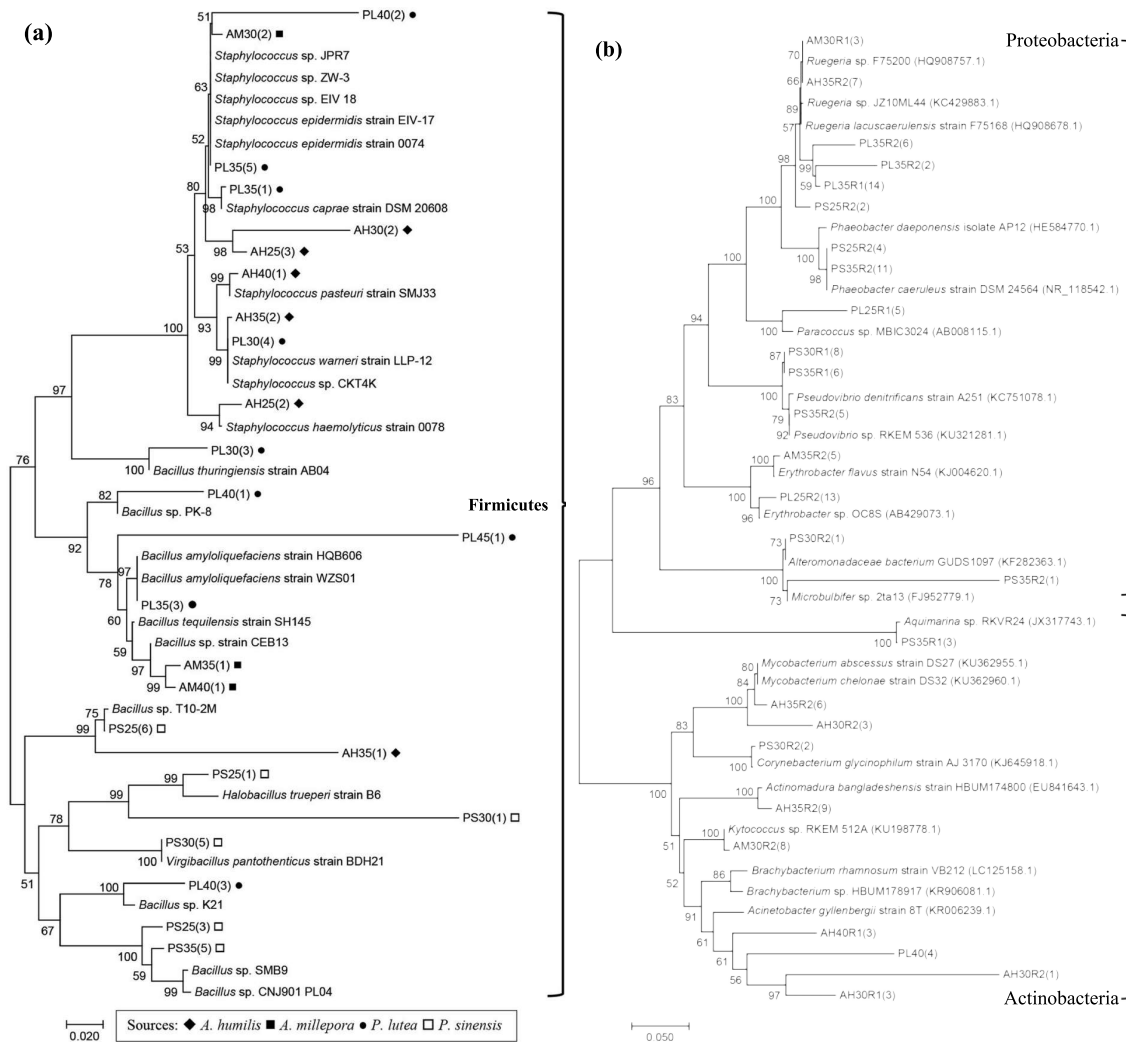 (a)
51
PL40(2)
AM30(2)
Staphylococcus sp. JPR7
Staphylococcus sp. ZW-3
63
Staphylococcus sp. EIV 18
Staphylococcus epidermidis strain EIV-17
52
Staphylococcus epidermidis strain 0074
PL35(5)
80
PL35(1)
98
Staphylococcus caprae strain DSM 20608
AH30(2)
53
98
AH25(3)
99
AH40(1)
Staphylococcus pasteuri strain SMJ33
93
AH35(2)
100
PL30(4)
99
Staphylococcus warneri strain LLP-12
Staphylococcus sp. CKT4K
97
AH25(2)
94
Staphylococcus haemolyticus strain 0078
PL30(3)
76
100
Bacillus thuringiensis strain AB04
82
PL40(1)
Bacillus sp. PK-8
Firmicutes
92
PL45(1)
Bacillus amyloliquefaciens strain HQB606
97
78
Bacillus amyloliquefaciens strain WZS01
PL35(3)
60
Bacillus tequilensis strain SH145
59
Bacillus sp. strain CEB13
97
AM35(1)
99
AM40(1)
75
Bacillus sp. T10-2M
99
PS25(6)
AH35(1)
99
PS25(1)
99
Halobacillus trueperi strain B6
PS30(1)
78
PS30(5)
100
Virgibacillus pantothenticus strain BDH21
51
100
PL40(3)
Bacillus sp. K21
67
PS25(3)
100
PS35(5)
59
Bacillus sp. SMB9
99
Bacillus sp. CNJ901 PL04
0.020
Sources: A. humilis A. millepora P. lutea P. sinensis
(b)
Proteobacteria
AM30R1(3)
70
Ruegeria sp. F75200 (HQ908757.1)
66
AH35R2(7)
89
Ruegeria sp. JZ10ML44 (KC429883.1)
57
Ruegeria lacuscaerulensis strain F75168 (HQ908678.1)
PL35R2(6)
98
99
PL35R2(2)
59
PL35R1(14)
100
PS25R2(2)
Phaeobacter daeponensis isolate AP12 (HE584770.1)
100
PS25R2(4)
100
PS35R2(11)
98
Phaeobacter caeruleus strain DSM 24564 (NR_118542.1)
PL25R1(5)
94
100
Paracoccus sp. MBIC3024 (AB008115.1)
87
PS30R1(8)
PS35R1(6)
100
Pseudovibrio denitrificans strain A251 (KC751078.1)
83
79
PS35R2(5)
92
Pseudovibrio sp. RKEM 536 (KU321281.1)
100
AM35R2(5)
Erythrobacter flavus strain N54 (KJ004620.1)
96
100
PL25R2(13)
96
Erythrobacter sp. OC8S (AB429073.1)
73
PS30R2(1)
Alteromonadaceae bacterium GUDS1097 (KF282363.1)
100
PS35R2(1)
73
Microbulbifer sp. 2ta13 (FJ952779.1)
Aquimarina sp. RKVR24 (JX317743.1)
100
PS35R1(3)
80
Mycobacterium abscessus strain DS27 (KU362955.1)
84
Mycobacterium chelonae strain DS32 (KU362960.1)
100
AH35R2(6)
83
AH30R2(3)
PS30R2(2)
100
Corynebacterium glycinophilum strain AJ 3170 (KJ645918.1)
100
Actinomadura bangladeshensis strain HBUM174800 (EU841643.1)
100
AH35R2(9)
51
100
Kytococcus sp. RKEM 512A (KU198778.1)
AM30R2(8)
52
86
Brachybacterium rhamnosum strain VB212 (LC125158.1)
Brachybacterium sp. HBUM178917 (KR906081.1)
91
Acinetobacter gyllenbergii strain 8T (KR006239.1)
61
AH40R1(3)
61
PL40(4)
56
AH30R2(1)
97
AH30R1(3)
Actinobacteria
0.050